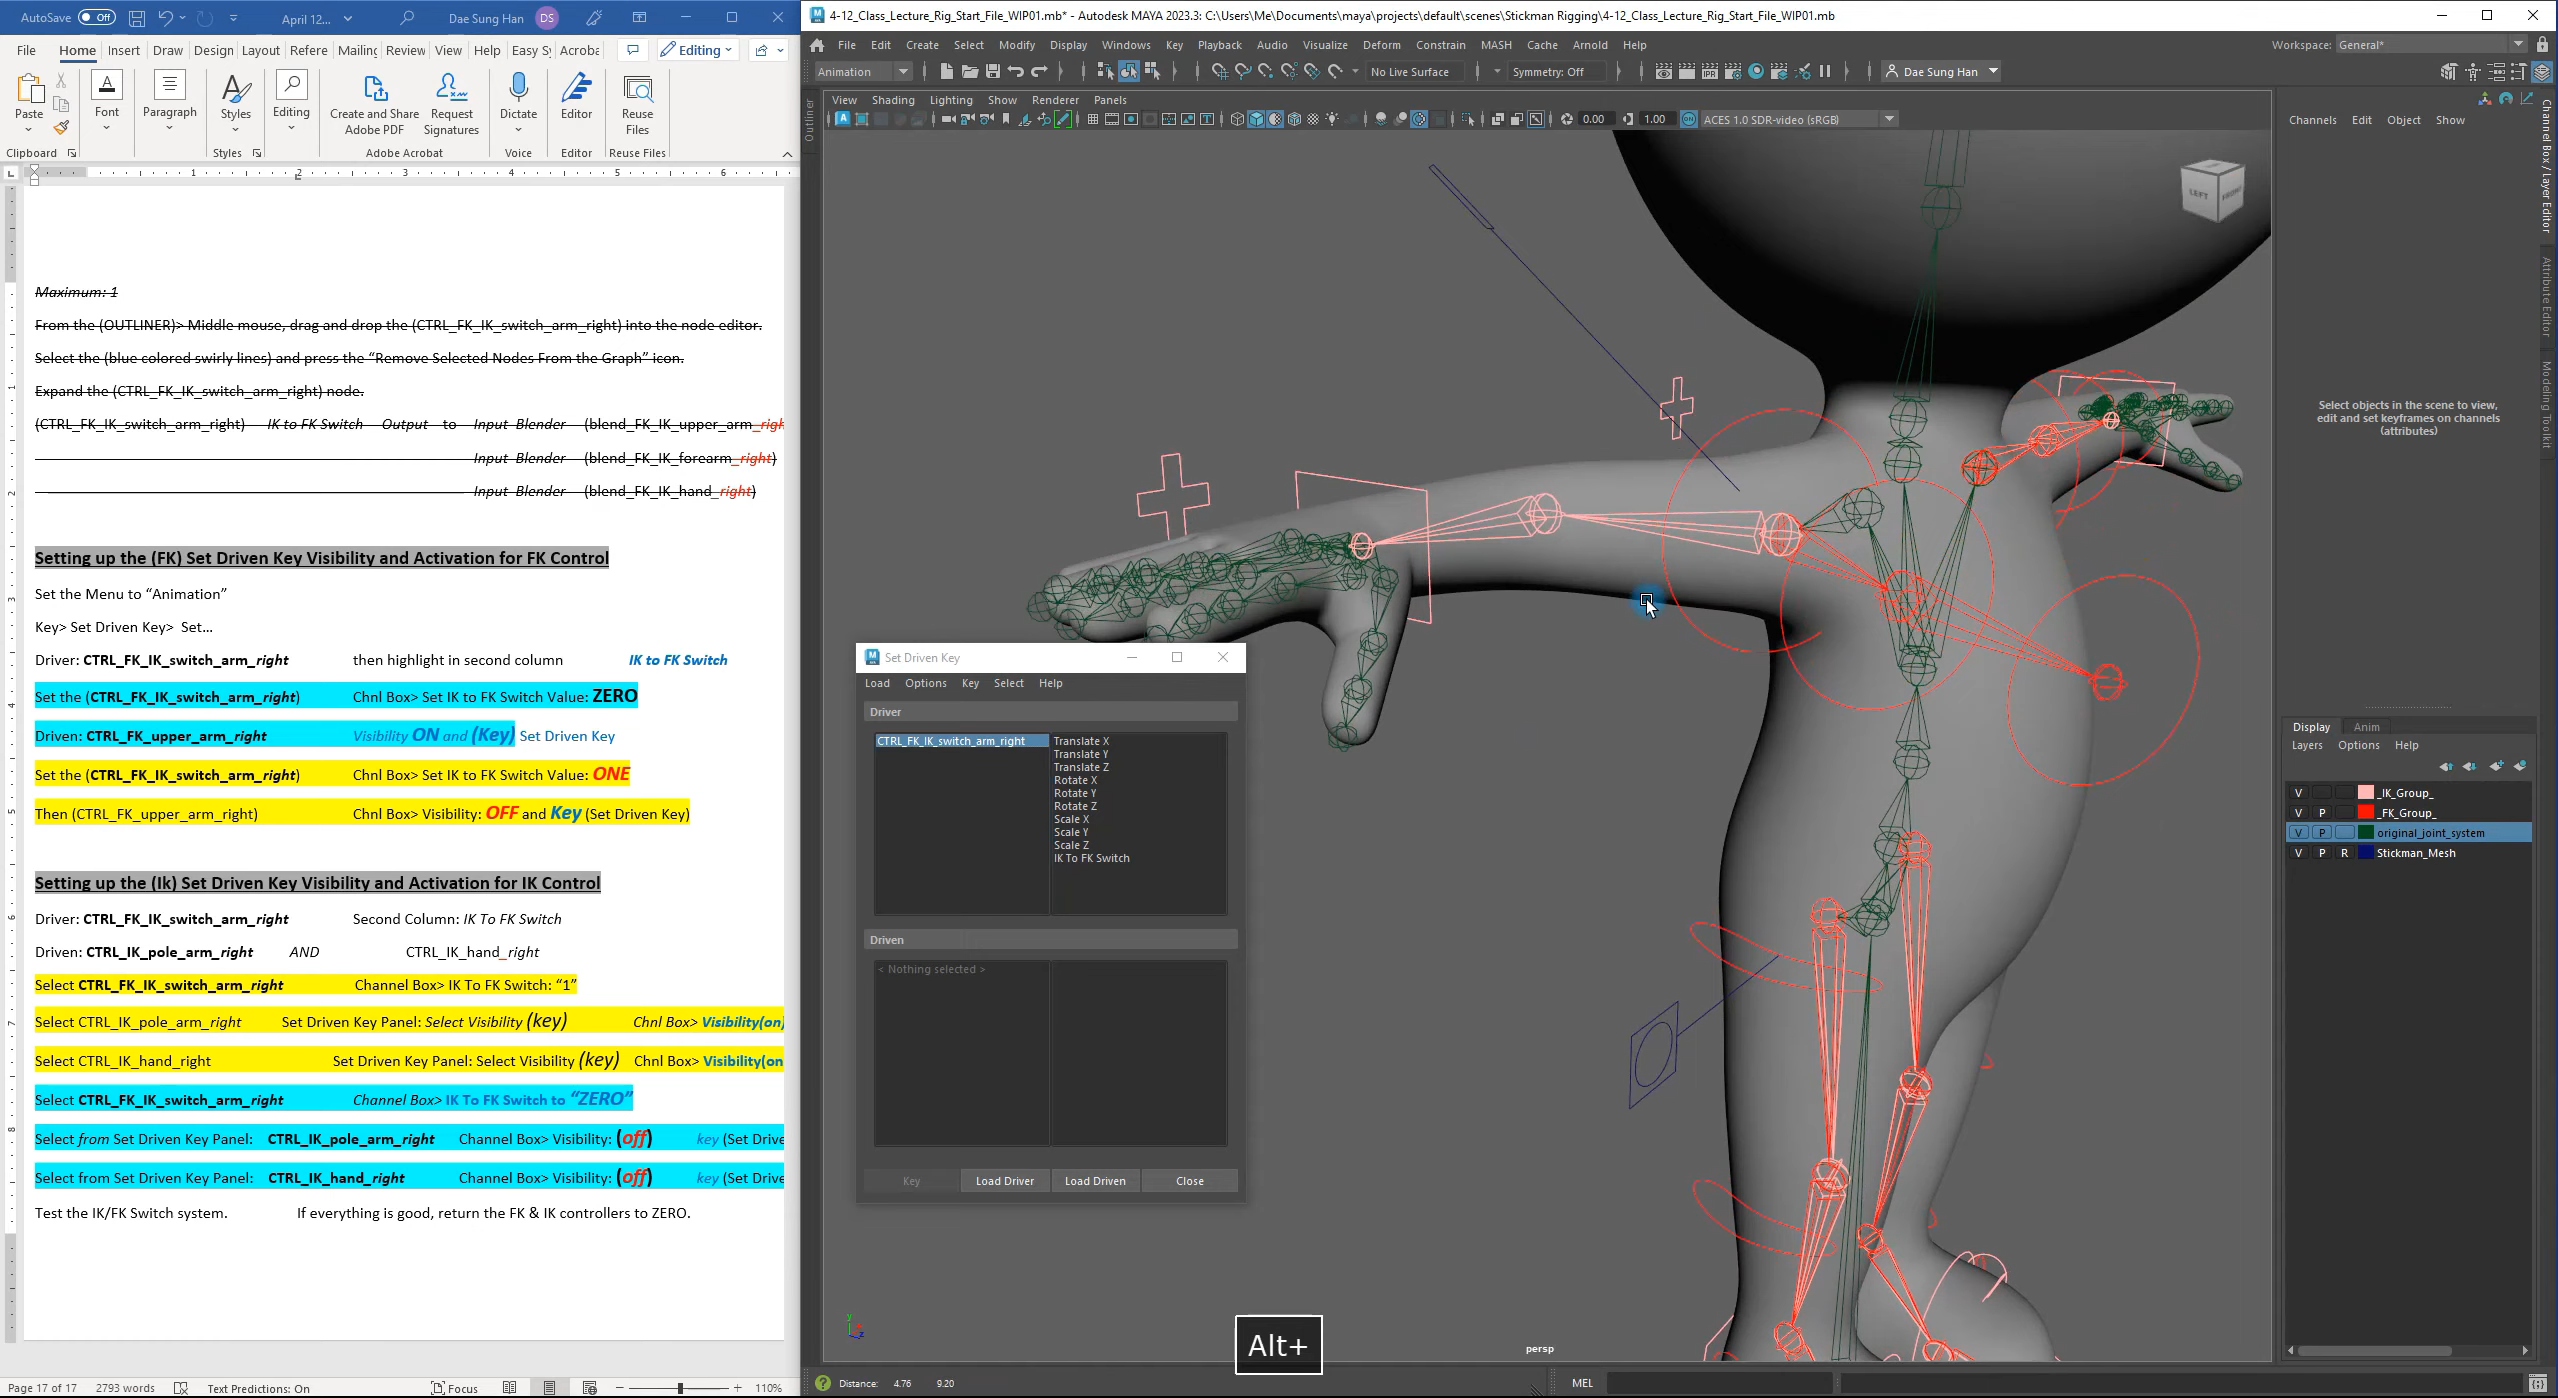 AutoSave Off April 12... Dae Sung Han DS
File Home Insert Draw Design Layout Refere Mailing Review View Help Easy Sy Acroba Editing
Paste Font Paragraph Styles Editing Create and Share Adobe PDF Request Signatures Dictate Editor Reuse Files
Clipboard Styles Adobe Acrobat Voice Editor Reuse Files
1 2 3 4 5 6
Maximum: 1
From the (OUTLINER)> Middle mouse, drag and drop the (CTRL_FK_IK_switch_arm_right) into the node editor.
Select the (blue colored swirly lines) and press the “Remove Selected Nodes From the Graph” icon.
Expand the (CTRL_FK_IK_switch_arm_right) node.
(CTRL_FK_IK_switch_arm_right) IK to FK Switch Output to Input Blender (blend_FK_IK_upper_arm_righ
Input Blender (blend_FK_IK_forearm_right)
Input Blender (blend_FK_IK_hand_right)
Setting up the (FK) Set Driven Key Visibility and Activation for FK Control
Set the Menu to “Animation”
Key> Set Driven Key> Set...
Driver: CTRL_FK_IK_switch_arm_right then highlight in second column IK to FK Switch
Set the (CTRL_FK_IK_switch_arm_right) Chnl Box> Set IK to FK Switch Value: ZERO
Driven: CTRL_FK_upper_arm_right Visibility ON and (Key) Set Driven Key
Set the (CTRL_FK_IK_switch_arm_right) Chnl Box> Set IK to FK Switch Value: ONE
Then (CTRL_FK_upper_arm_right) Chnl Box> Visibility: OFF and Key (Set Driven Key)
Setting up the (Ik) Set Driven Key Visibility and Activation for IK Control
Driver: CTRL_FK_IK_switch_arm_right Second Column: IK To FK Switch
Driven: CTRL_IK_pole_arm_right AND CTRL_IK_hand_right
Select CTRL_FK_IK_switch_arm_right Channel Box> IK To FK Switch: “1”
Select CTRL_IK_pole_arm_right Set Driven Key Panel: Select Visibility (key) Chnl Box> Visibility(on)
Select CTRL_IK_hand_right Set Driven Key Panel: Select Visibility (key) Chnl Box> Visibility(on
Select CTRL_FK_IK_switch_arm_right Channel Box> IK To FK Switch to “ZERO”
Select from Set Driven Key Panel: CTRL_IK_pole_arm_right Channel Box> Visibility: (off) key (Set Drive
Select from Set Driven Key Panel: CTRL_IK_hand_right Channel Box> Visibility: (off) key (Set Drive
Test the IK/FK Switch system. If everything is good, return the FK & IK controllers to ZERO.
Page 17 of 17 2793 words Text Predictions: On Focus 110%
4-12_Class_Lecture_Rig_Start_File_WIP01.mb* - Autodesk MAYA 2023.3: C:\Users\Me\Documents\maya\projects\default\scenes\Stickman Rigging\4-12_Class_Lecture_Rig_Start_File_WIP01.mb
File Edit Create Select Modify Display Windows Key Playback Audio Visualize Deform Constrain MASH Cache Arnold Help Workspace: General*
Animation No Live Surface Symmetry: Off IPR Dae Sung Han
View Shading Lighting Show Renderer Panels
0.00 1.00 ACES 1.0 SDR-video (sRGB)
Outliner
LEFT FRONT
Set Driven Key
Load Options Key Select Help
Driver
CTRL_FK_IK_switch_arm_right Translate X
Translate Y
Translate Z
Rotate X
Rotate Y
Rotate Z
Scale X
Scale Y
Scale Z
IK To FK Switch
Driven
< Nothing selected >
Key Load Driver Load Driven Close
Alt+
persp
Distance: 4.76 9.20 MEL
Channels Edit Object Show
Select objects in the scene to view,
edit and set keyframes on channels
(attributes)
Display Anim
Layers Options Help
V _IK_Group_
V P _FK_Group_
V P original_joint_system
V P R Stickman_Mesh
Channel Box / Layer Editor
Attribute Editor
Modeling Toolkit